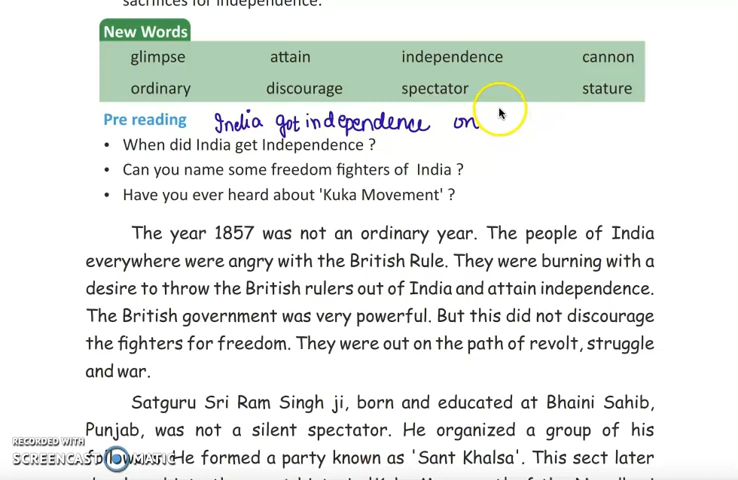 sacrifices for independence.
New Words
glimpse attain independence cannon
ordinary discourage spectator stature
Pre reading India got independence on
• When did India get Independence ?
• Can you name some freedom fighters of India ?
• Have you ever heard about 'Kuka Movement' ?
The year 1857 was not an ordinary year. The people of India
everywhere were angry with the British Rule. They were burning with a
desire to throw the British rulers out of India and attain independence.
The British government was very powerful. But this did not discourage
the fighters for freedom. They were out on the path of revolt, struggle
and war.
Satguru Sri Ram Singh ji, born and educated at Bhaini Sahib,
Punjab, was not a silent spectator. He organized a group of his
He formed a party known as 'Sant Khalsa'. This sect later
RECORDED WITH
SCREENCAST MATIC